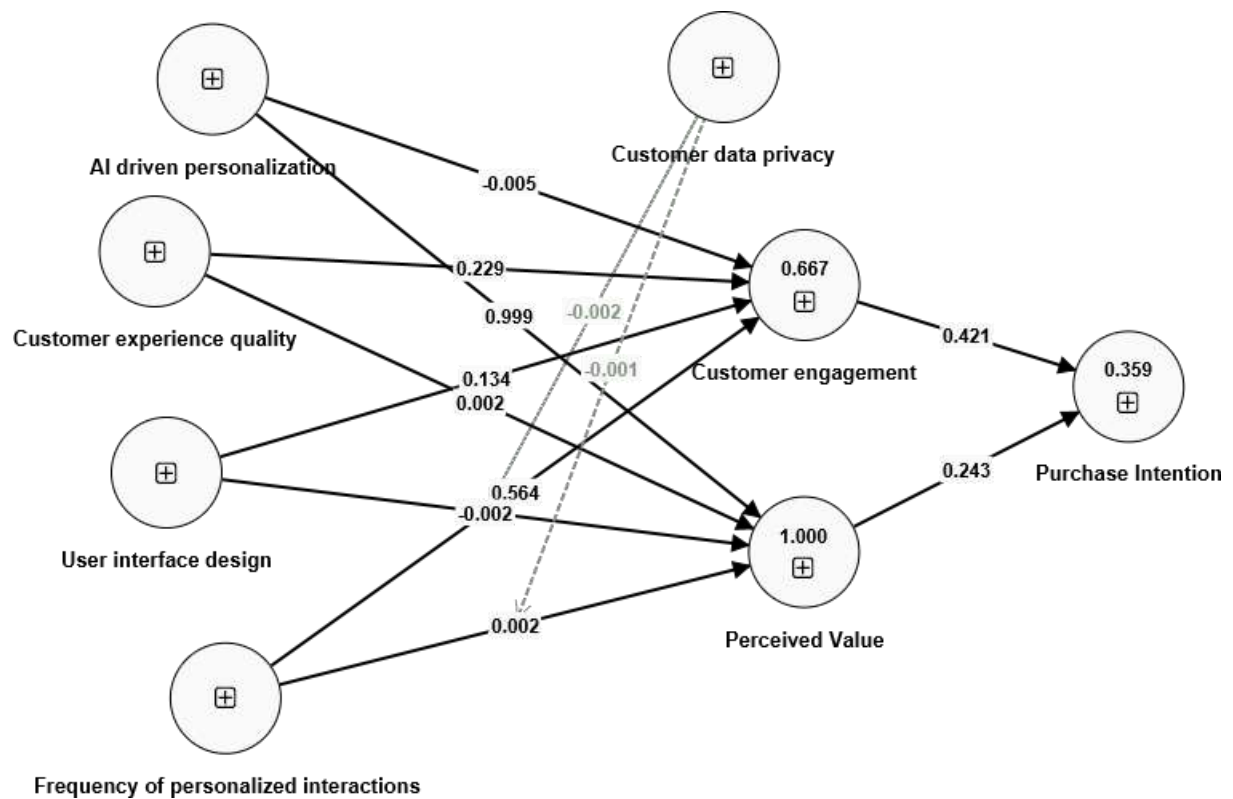 AI driven personalization
Customer data privacy
-0.005
0.667
0.229
0.999
-0.002
Customer experience quality
0.421
0.359
-0.001
Customer engagement
0.134
0.002
Purchase Intention
0.243
0.564
-0.002
1.000
User interface design
0.002
Perceived Value
Frequency of personalized interactions